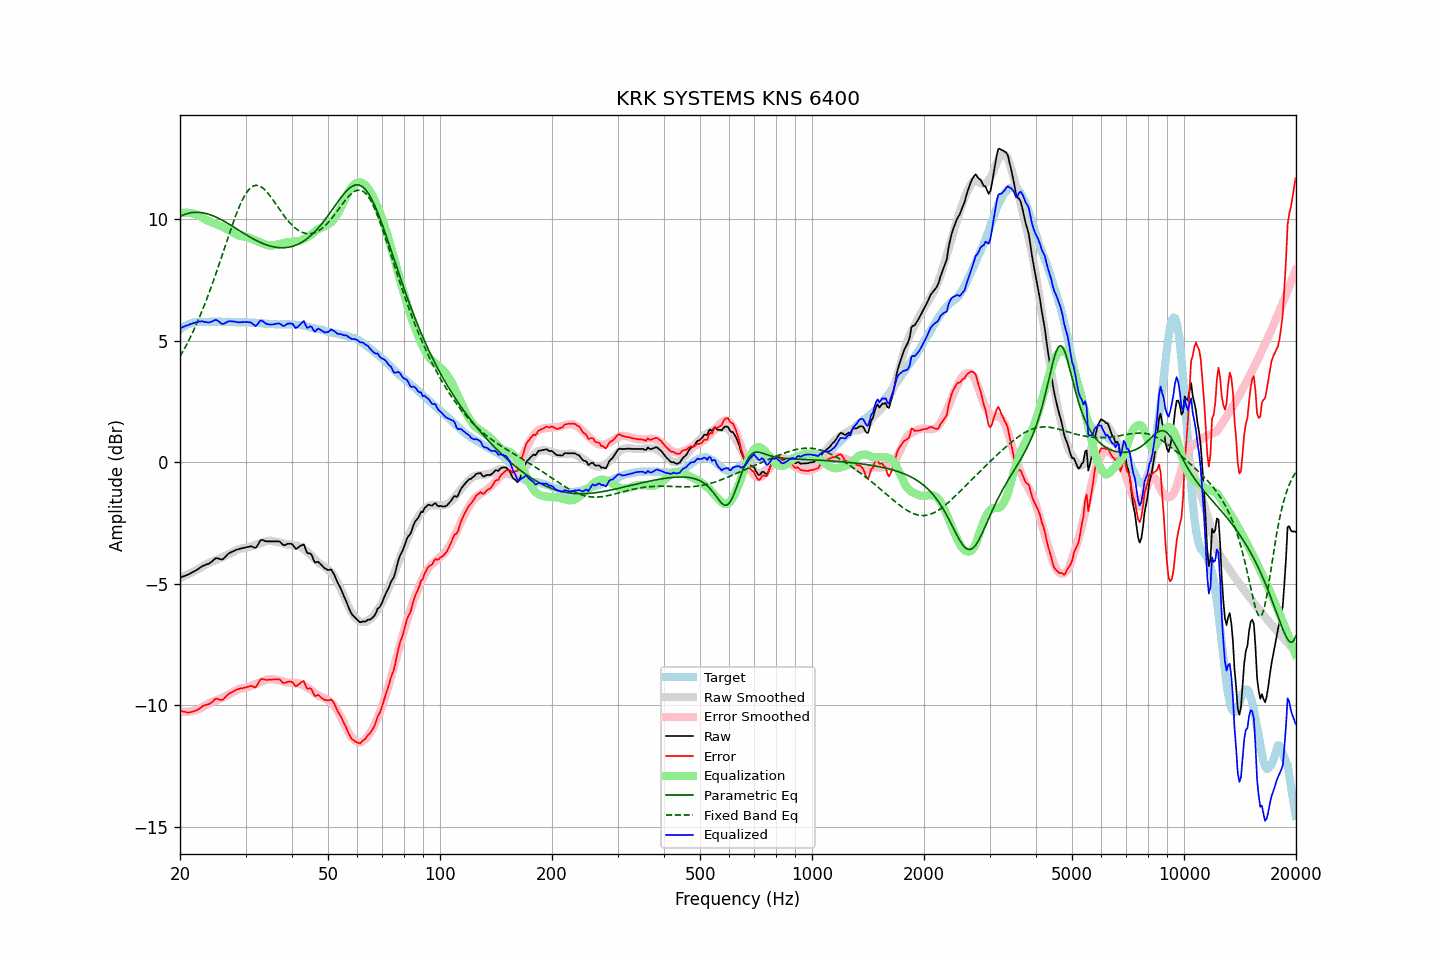 KRK SYSTEMS KNS 6400
Amplitude (dBr)
10
5
0
−5
−10
−15
Target
Raw Smoothed
Error Smoothed
Raw
Error
Equalization
Parametric Eq
Fixed Band Eq
Equalized
20 50 100 200 500 1000 2000 5000 10000 20000
Frequency (Hz)